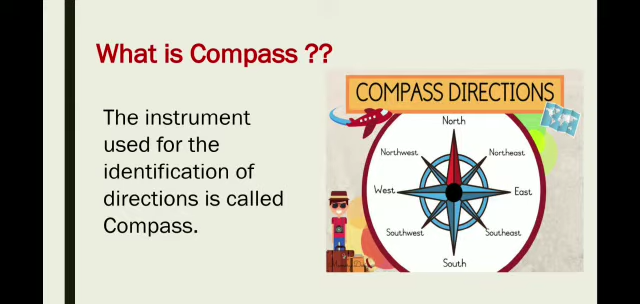 What is Compass ??
The instrument
used for the
identification of
directions is called
Compass.
COMPASS DIRECTIONS
North
Northwest
Northeast
West
East
Southwest
Southeast
South